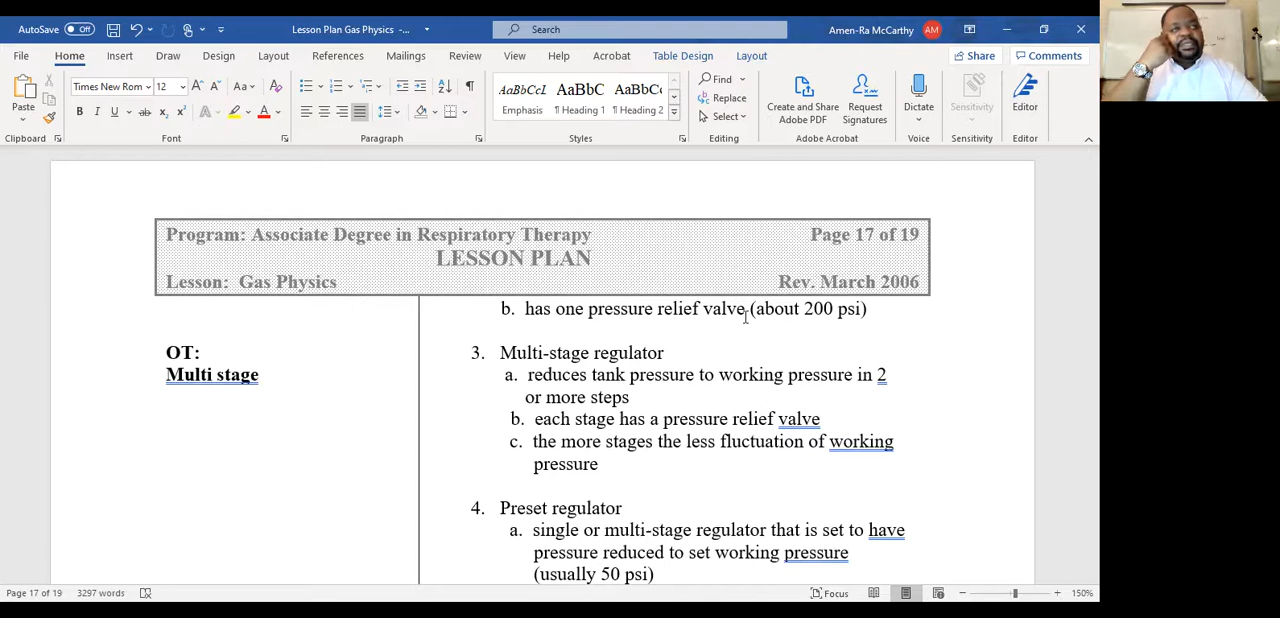 AutoSave Off Lesson Plan Gas Physics -... Search Amen-Ra McCarthy AM
File Home Insert Draw Design Layout References Mailings Review View Help Acrobat Table Design Layout Share Comments
Times New Rom 12 Aa AaBbCcI AaBbC AaBbCc Find
Paste B I U ab x₂ x² A A Emphasis ¶ Heading 1 ¶ Heading 2 Replace Select Create and Share Adobe PDF Request Signatures Dictate Sensitivity Editor
Clipboard Font Paragraph Styles Editing Adobe Acrobat Voice Sensitivity Editor
Program: Associate Degree in Respiratory Therapy Page 17 of 19
LESSON PLAN
Lesson: Gas Physics Rev. March 2006
b. has one pressure relief valve (about 200 psi)
OT: 3. Multi-stage regulator
Multi stage a. reduces tank pressure to working pressure in 2
or more steps
b. each stage has a pressure relief valve
c. the more stages the less fluctuation of working
pressure
4. Preset regulator
a. single or multi-stage regulator that is set to have
pressure reduced to set working pressure
(usually 50 psi)
Page 17 of 19 3297 words Focus 150%